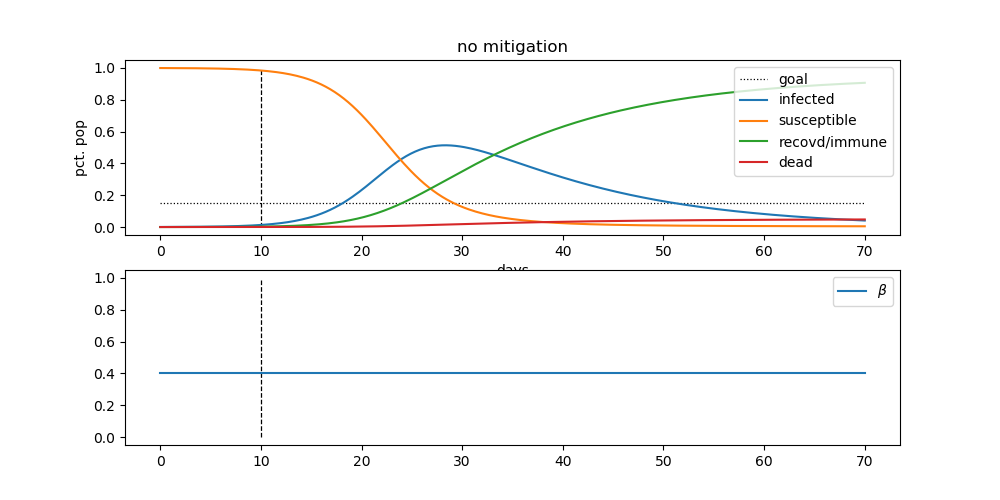 no mitigation
1.0
0.8
0.6
0.4
0.2
0.0
pct. pop
goal
infected
susceptible
recovd/immune
dead
0 10 20 30 40 50 60 70
days
1.0
0.8
0.6
0.4
0.2
0.0
β
0 10 20 30 40 50 60 70